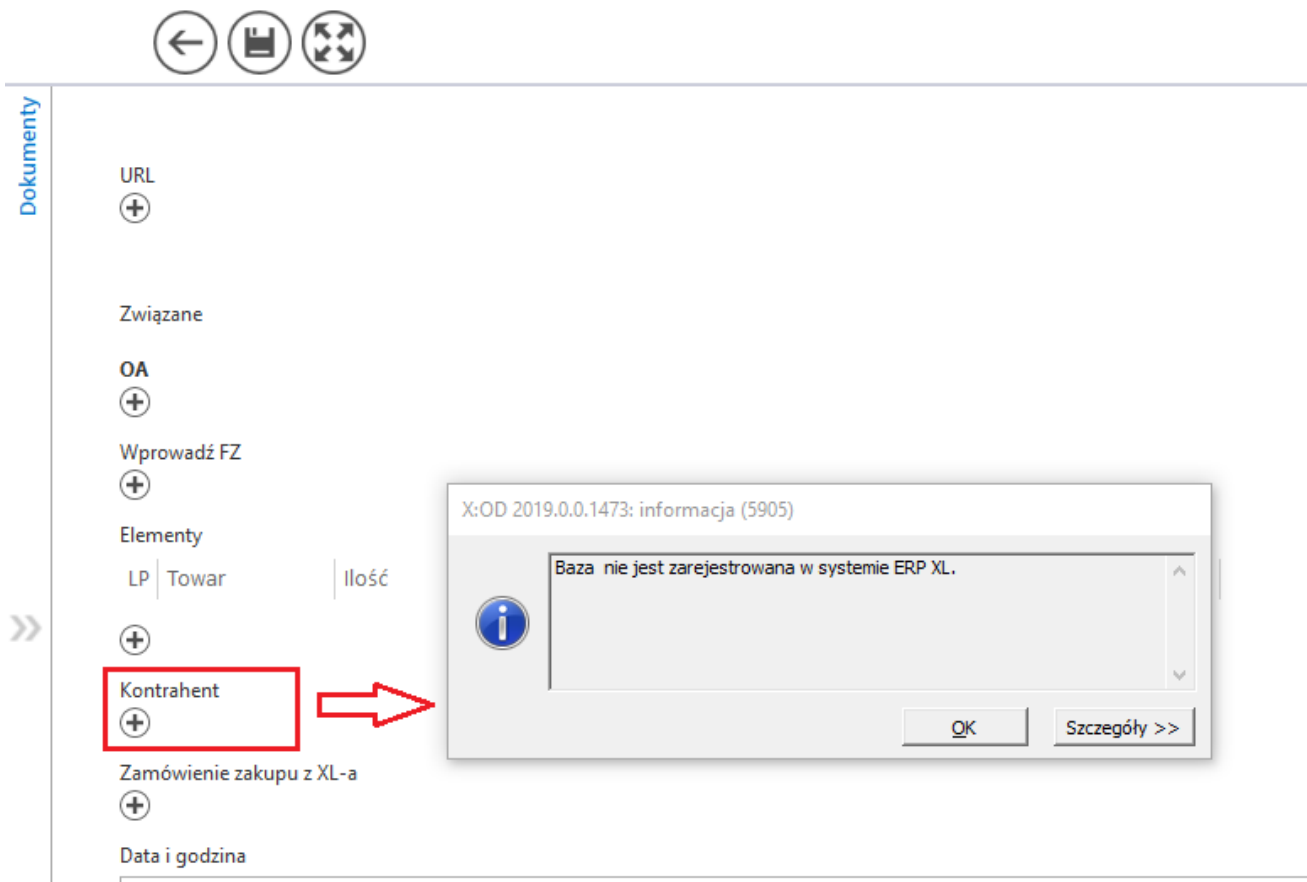 Dokumenty
URL
Związane
OA
Wprowadź FZ
Elementy
LP Towar Ilość
Kontrahent
Zamówienie zakupu z XL-a
Data i godzina
X:OD 2019.0.0.1473: informacja (5905)
Baza  nie jest zarejestrowana w systemie ERP XL.
OK Szczegóły >>